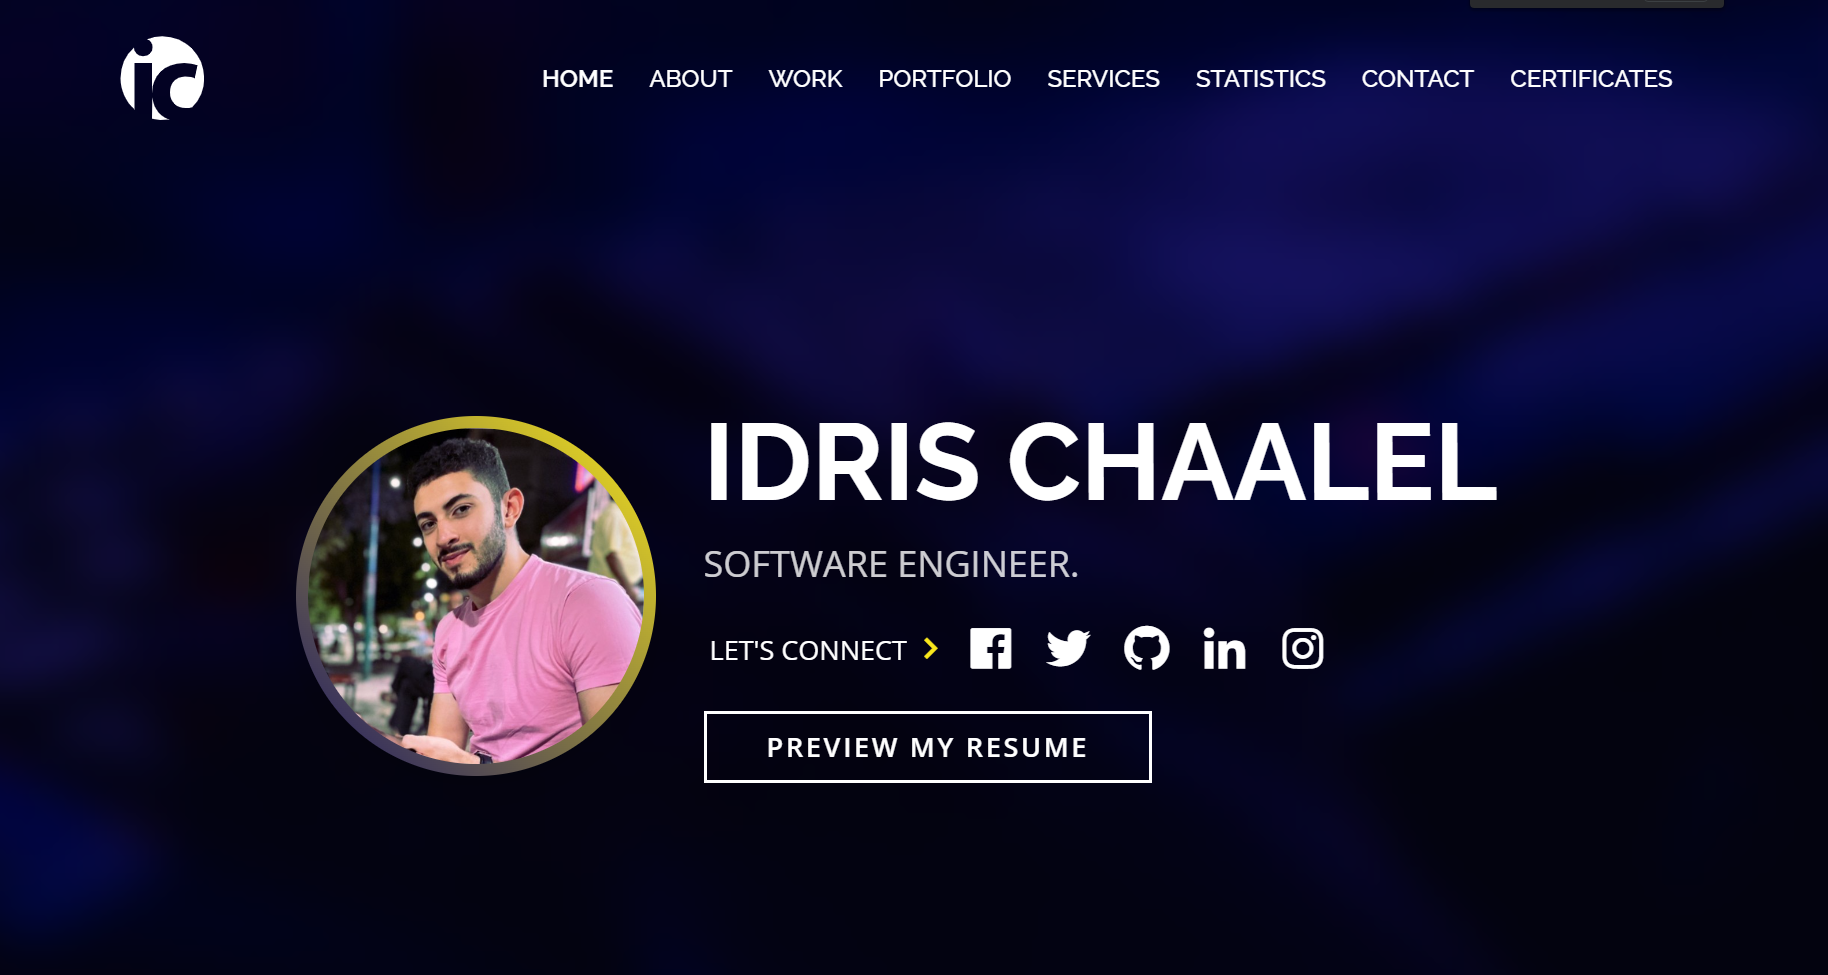 ic
HOME ABOUT WORK PORTFOLIO SERVICES STATISTICS CONTACT CERTIFICATES
IDRIS CHAALEL
SOFTWARE ENGINEER.
LET'S CONNECT
PREVIEW MY RESUME